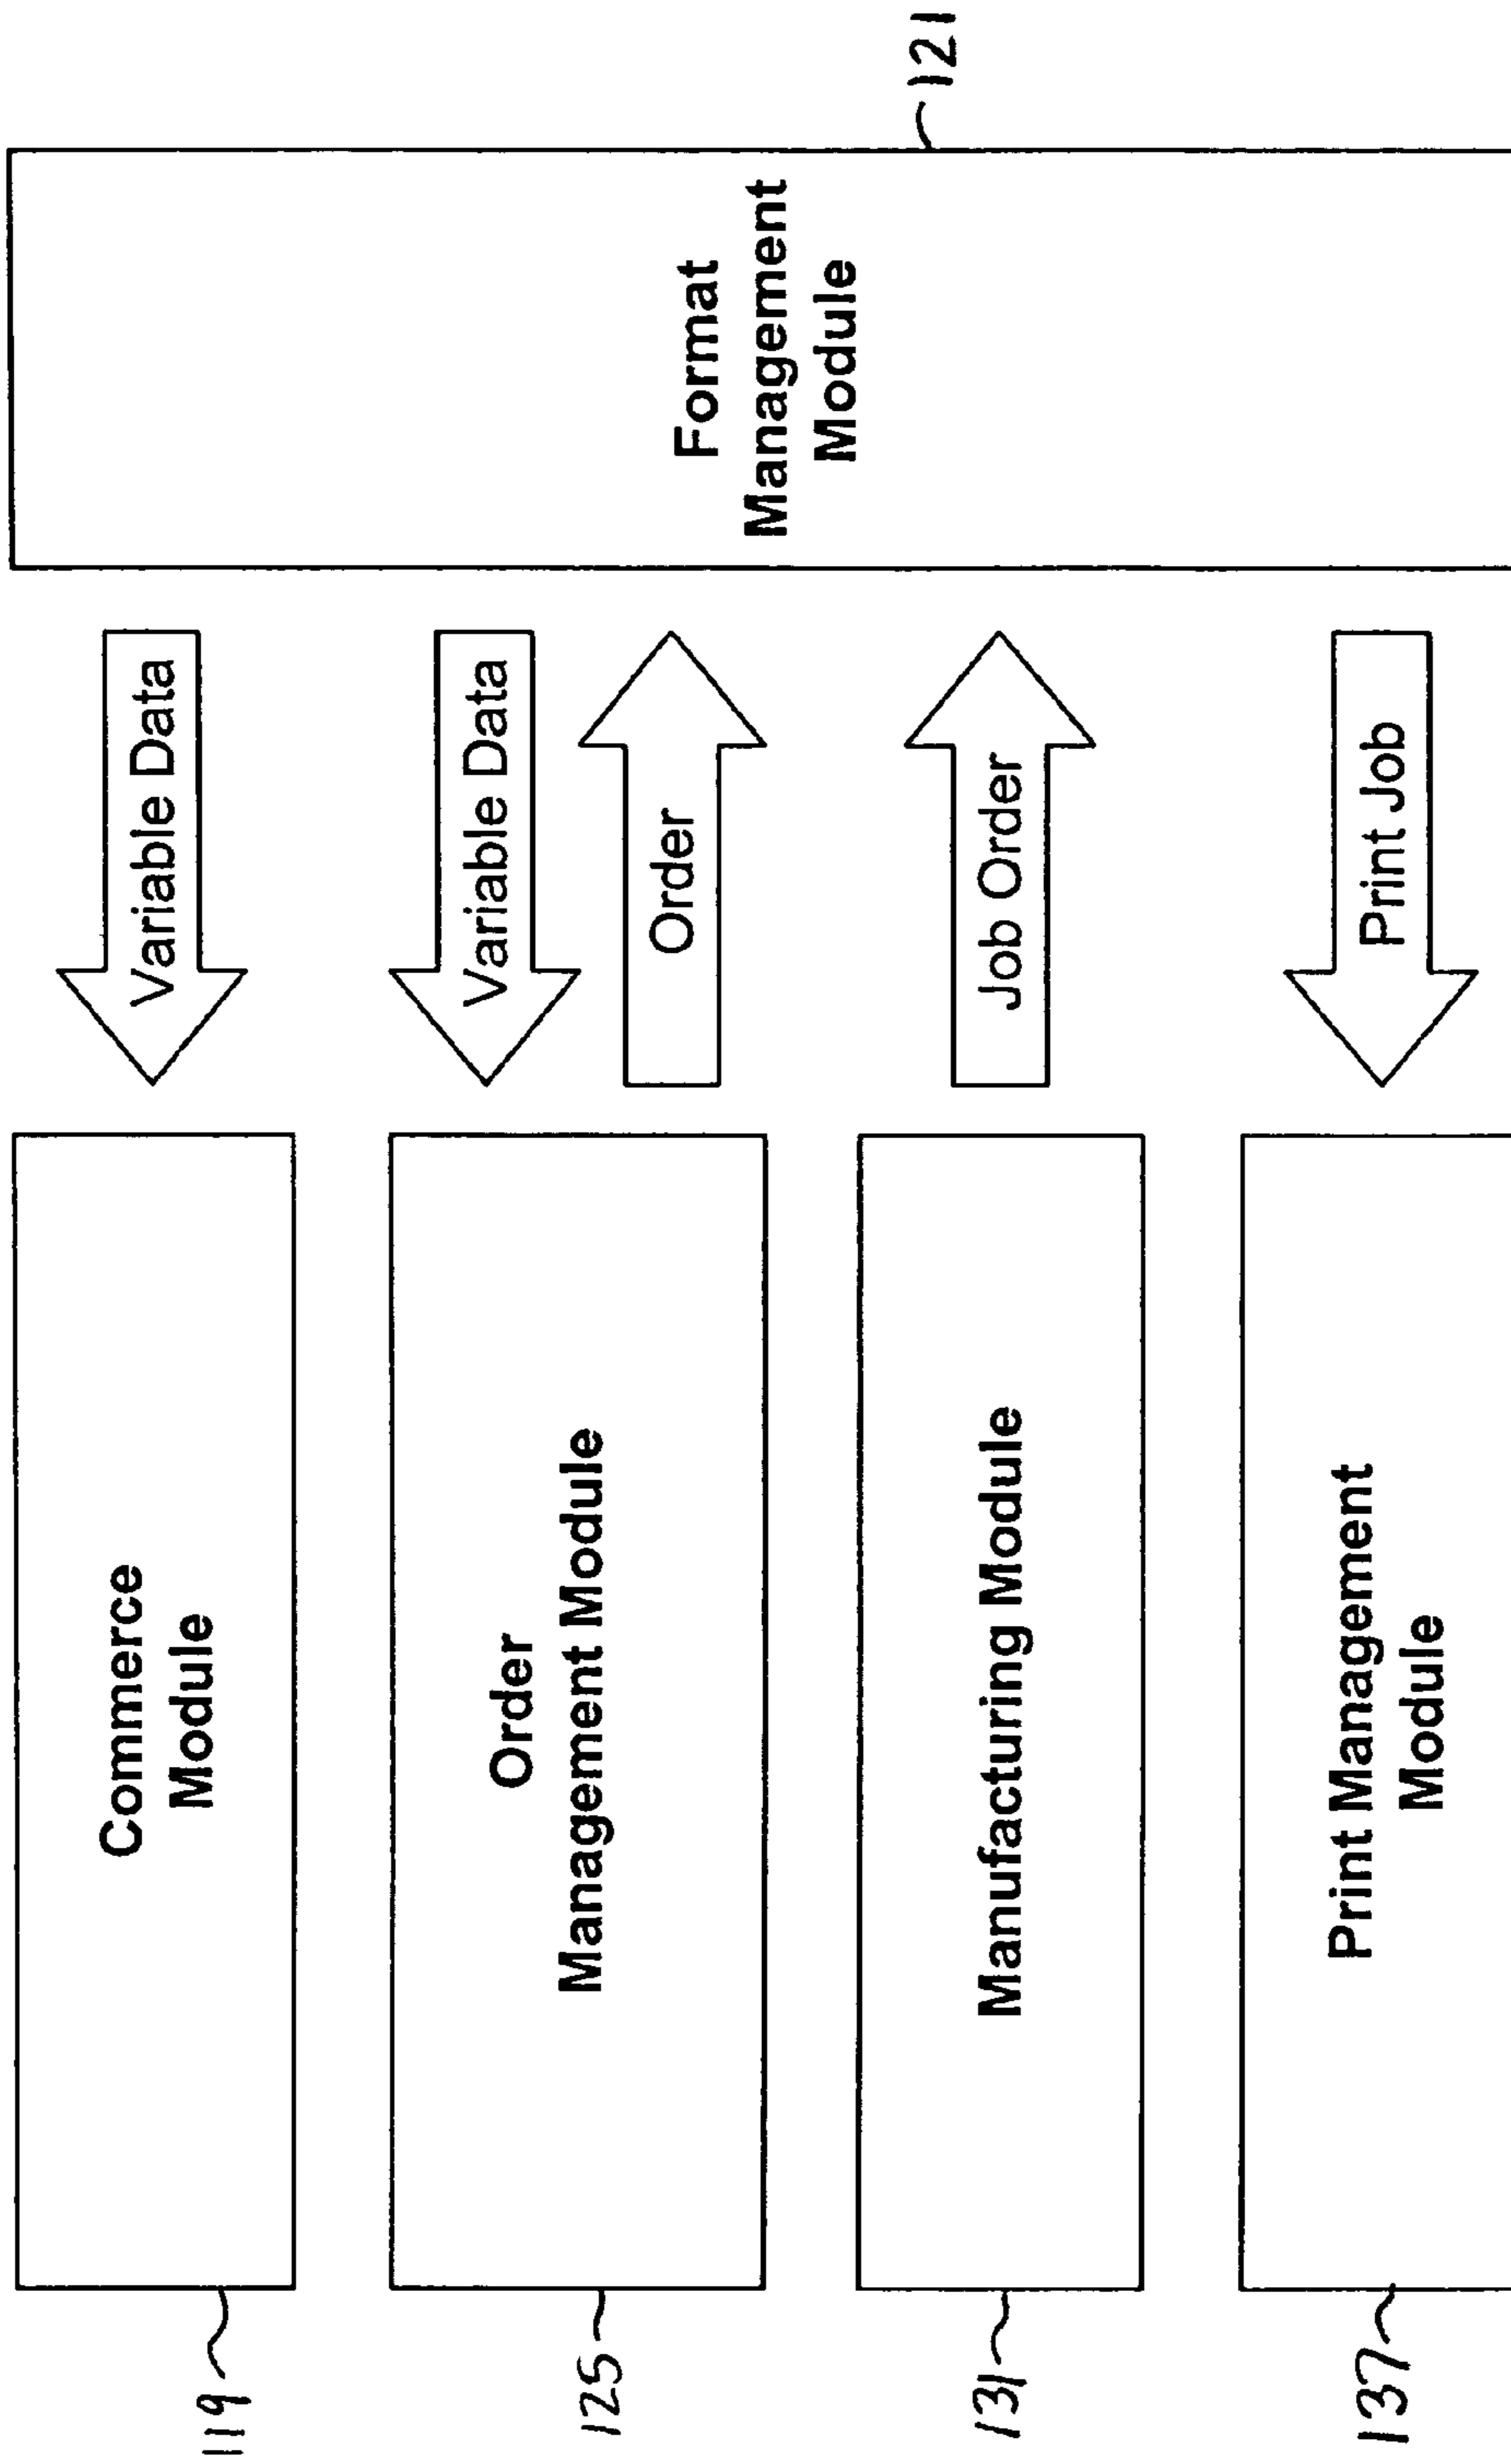 119
Commerce
Module
Variable Data
125
Order
Management Module
Variable Data
Order
131
Manufacturing Module
Job Order
137
Print Management
Module
Print Job
Format
Management
Module
121